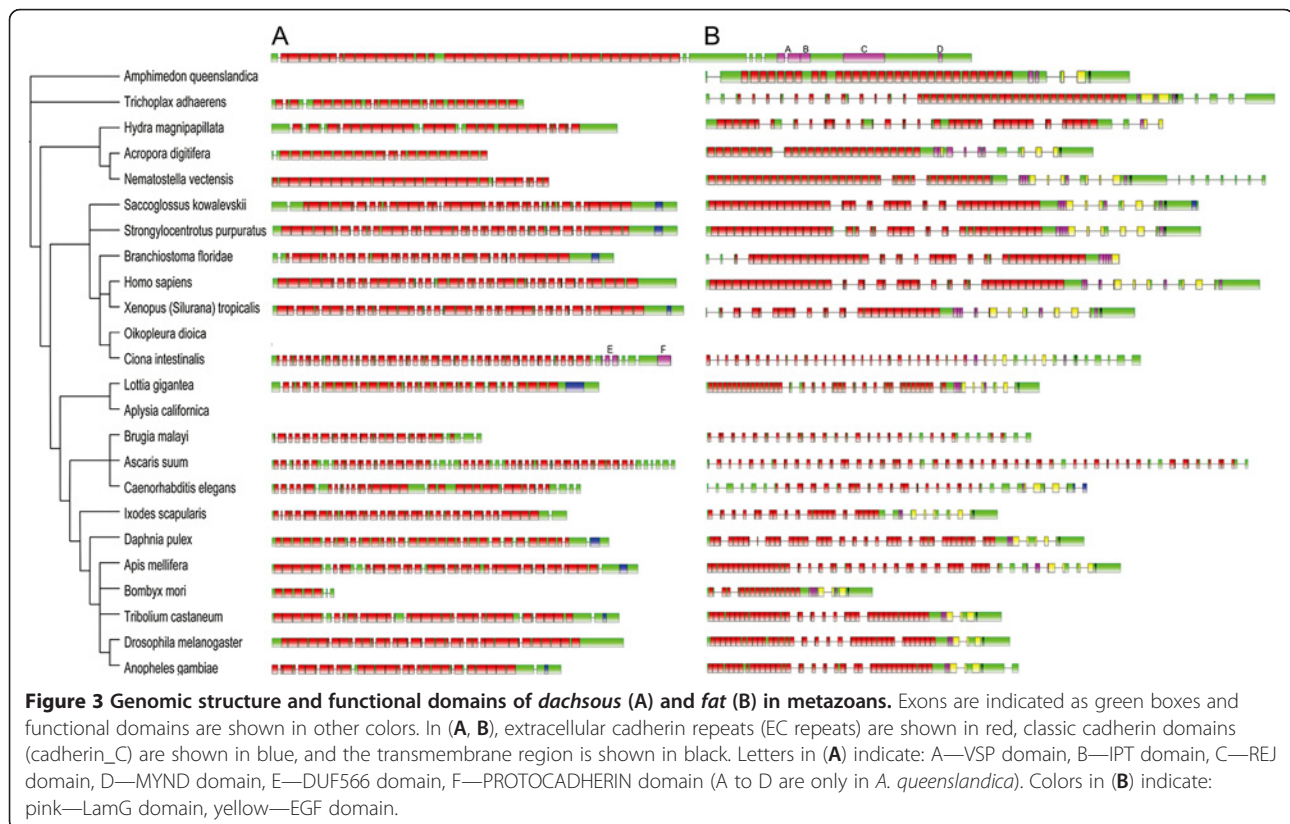 A
B
A B C D
Amphimedon queenslandica
Trichoplax adhaerens
Hydra magnipapillata
Acropora digitifera
Nematostella vectensis
Saccoglossus kowalevskii
Strongylocentrotus purpuratus
Branchiostoma floridae
Homo sapiens
Xenopus (Silurana) tropicalis
Oikopleura dioica
Ciona intestinalis
E F
Lottia gigantea
Aplysia californica
Brugia malayi
Ascaris suum
Caenorhabditis elegans
Ixodes scapularis
Daphnia pulex
Apis mellifera
Bombyx mori
Tribolium castaneum
Drosophila melanogaster
Anopheles gambiae
Figure 3 Genomic structure and functional domains of dachsous (A) and fat (B) in metazoans. Exons are indicated as green boxes and
functional domains are shown in other colors. In (A, B), extracellular cadherin repeats (EC repeats) are shown in red, classic cadherin domains
(cadherin_C) are shown in blue, and the transmembrane region is shown in black. Letters in (A) indicate: A—VSP domain, B—IPT domain, C—REJ
domain, D—MYND domain, E—DUF566 domain, F—PROTOCADHERIN domain (A to D are only in A. queenslandica). Colors in (B) indicate:
pink—LamG domain, yellow—EGF domain.